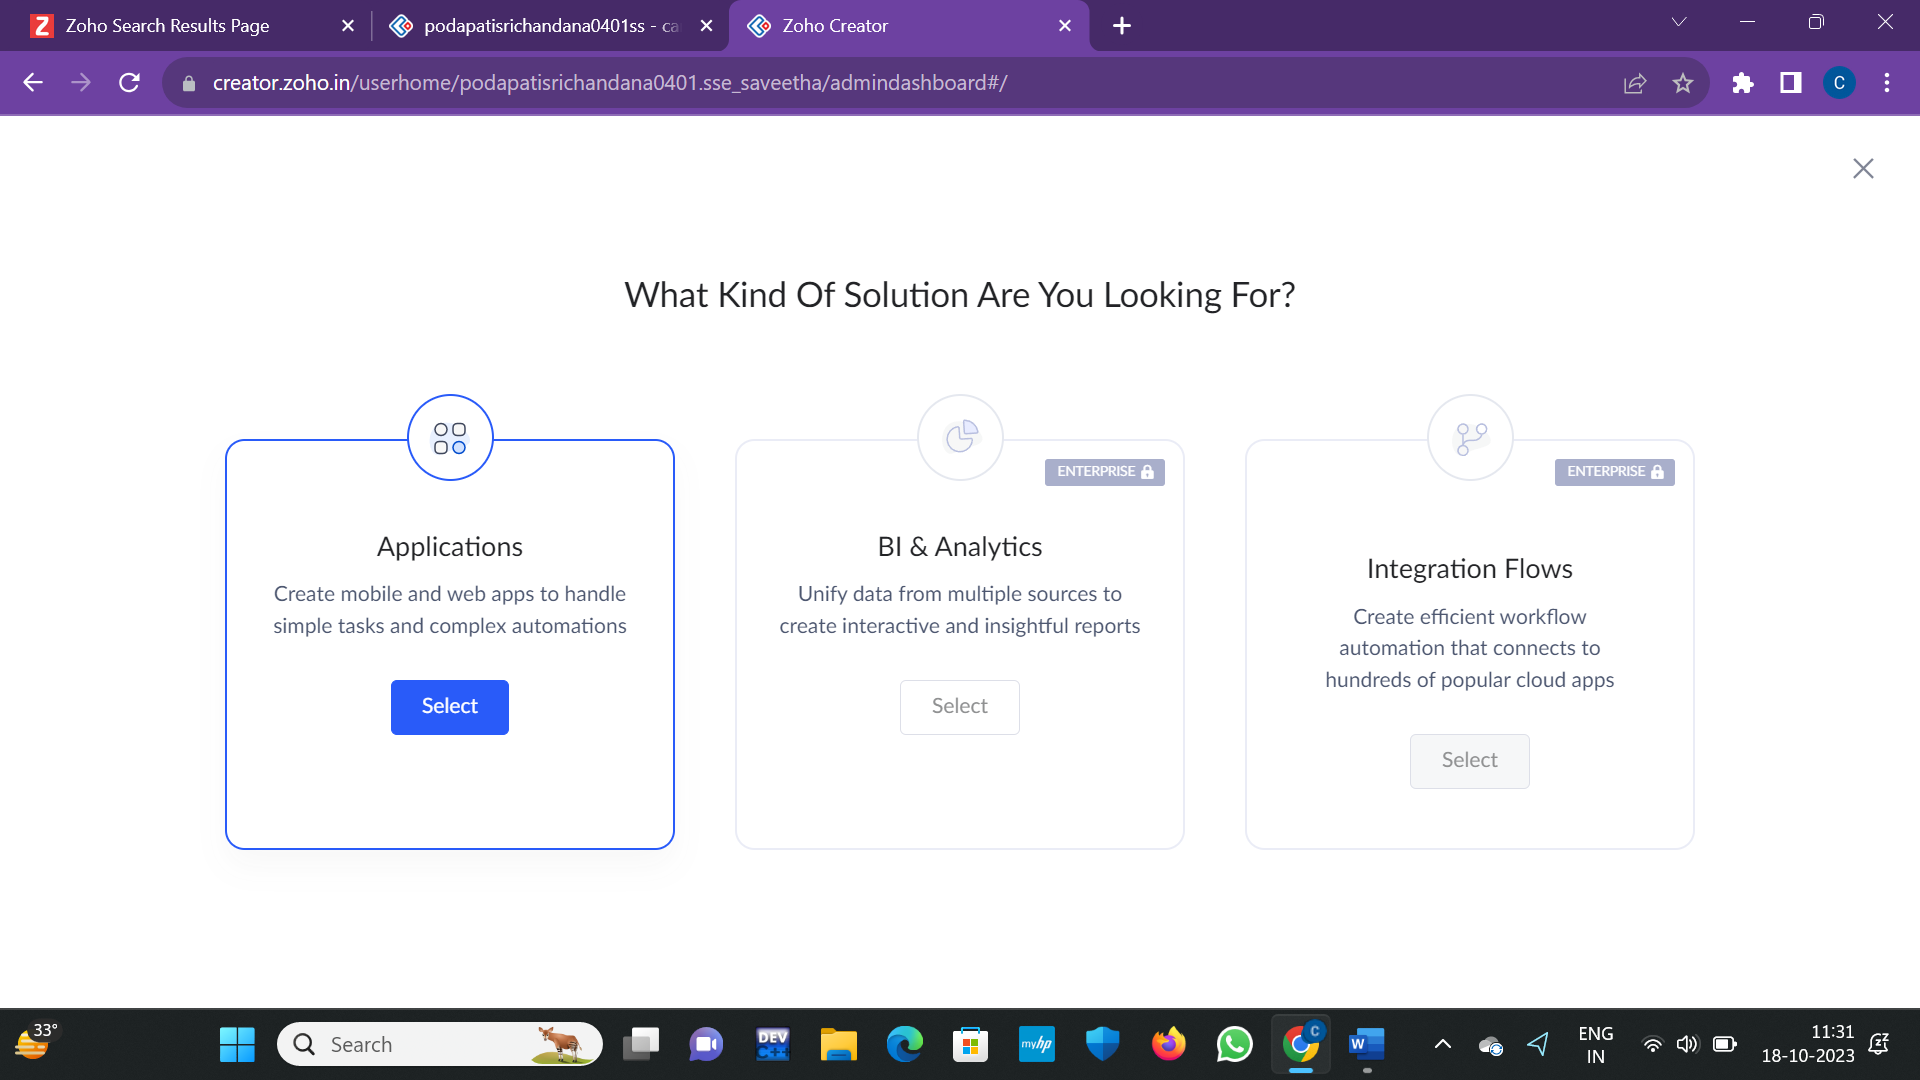 Zoho Search Results Page
podapatisrichandana0401ss - ca
Zoho Creator
creator.zoho.in/userhome/podapatisrichandana0401.sse_saveetha/admindashboard#/
C
What Kind Of Solution Are You Looking For?
Applications
Create mobile and web apps to handle
simple tasks and complex automations
Select
ENTERPRISE
BI & Analytics
Unify data from multiple sources to
create interactive and insightful reports
Select
ENTERPRISE
Integration Flows
Create efficient workflow
automation that connects to
hundreds of popular cloud apps
Select
33°
Search
DEV
C++
myhp
C
W
ENG
IN
11:31
18-10-2023